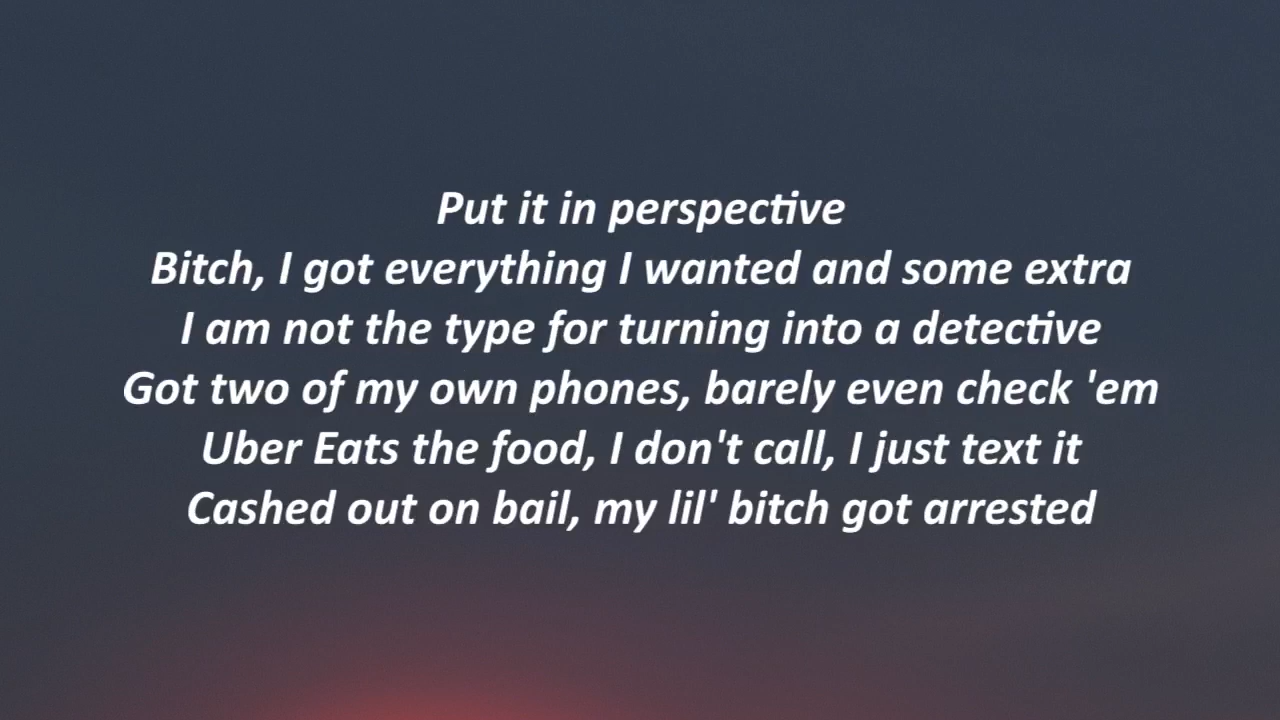 Put it in perspective
Bitch, I got everything I wanted and some extra
I am not the type for turning into a detective
Got two of my own phones, barely even check 'em
Uber Eats the food, I don't call, I just text it
Cashed out on bail, my lil' bitch got arrested